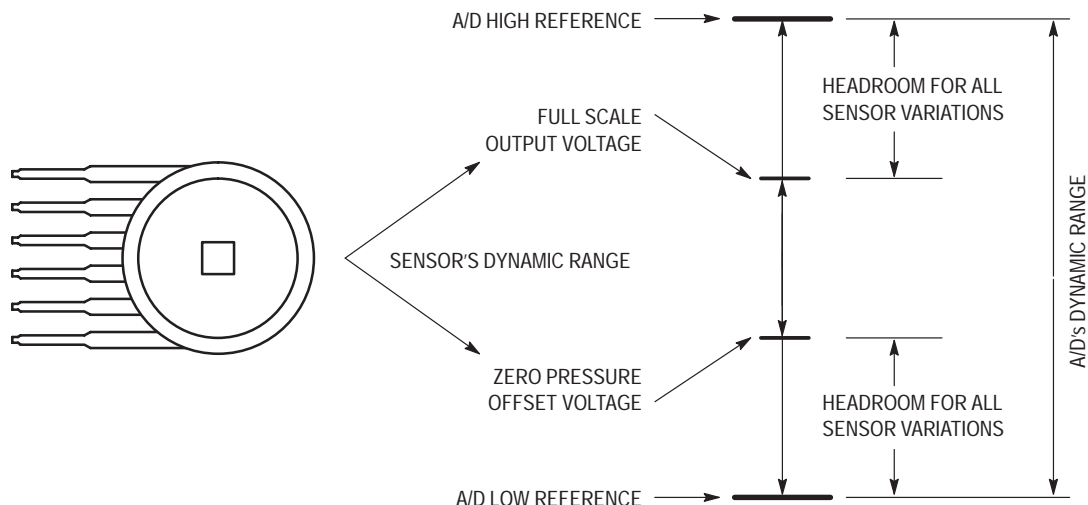 A/D HIGH REFERENCE
HEADROOM FOR ALL
SENSOR VARIATIONS
FULL SCALE
OUTPUT VOLTAGE
SENSOR'S DYNAMIC RANGE
A/D's DYNAMIC RANGE
ZERO PRESSURE
OFFSET VOLTAGE
HEADROOM FOR ALL
SENSOR VARIATIONS
A/D LOW REFERENCE